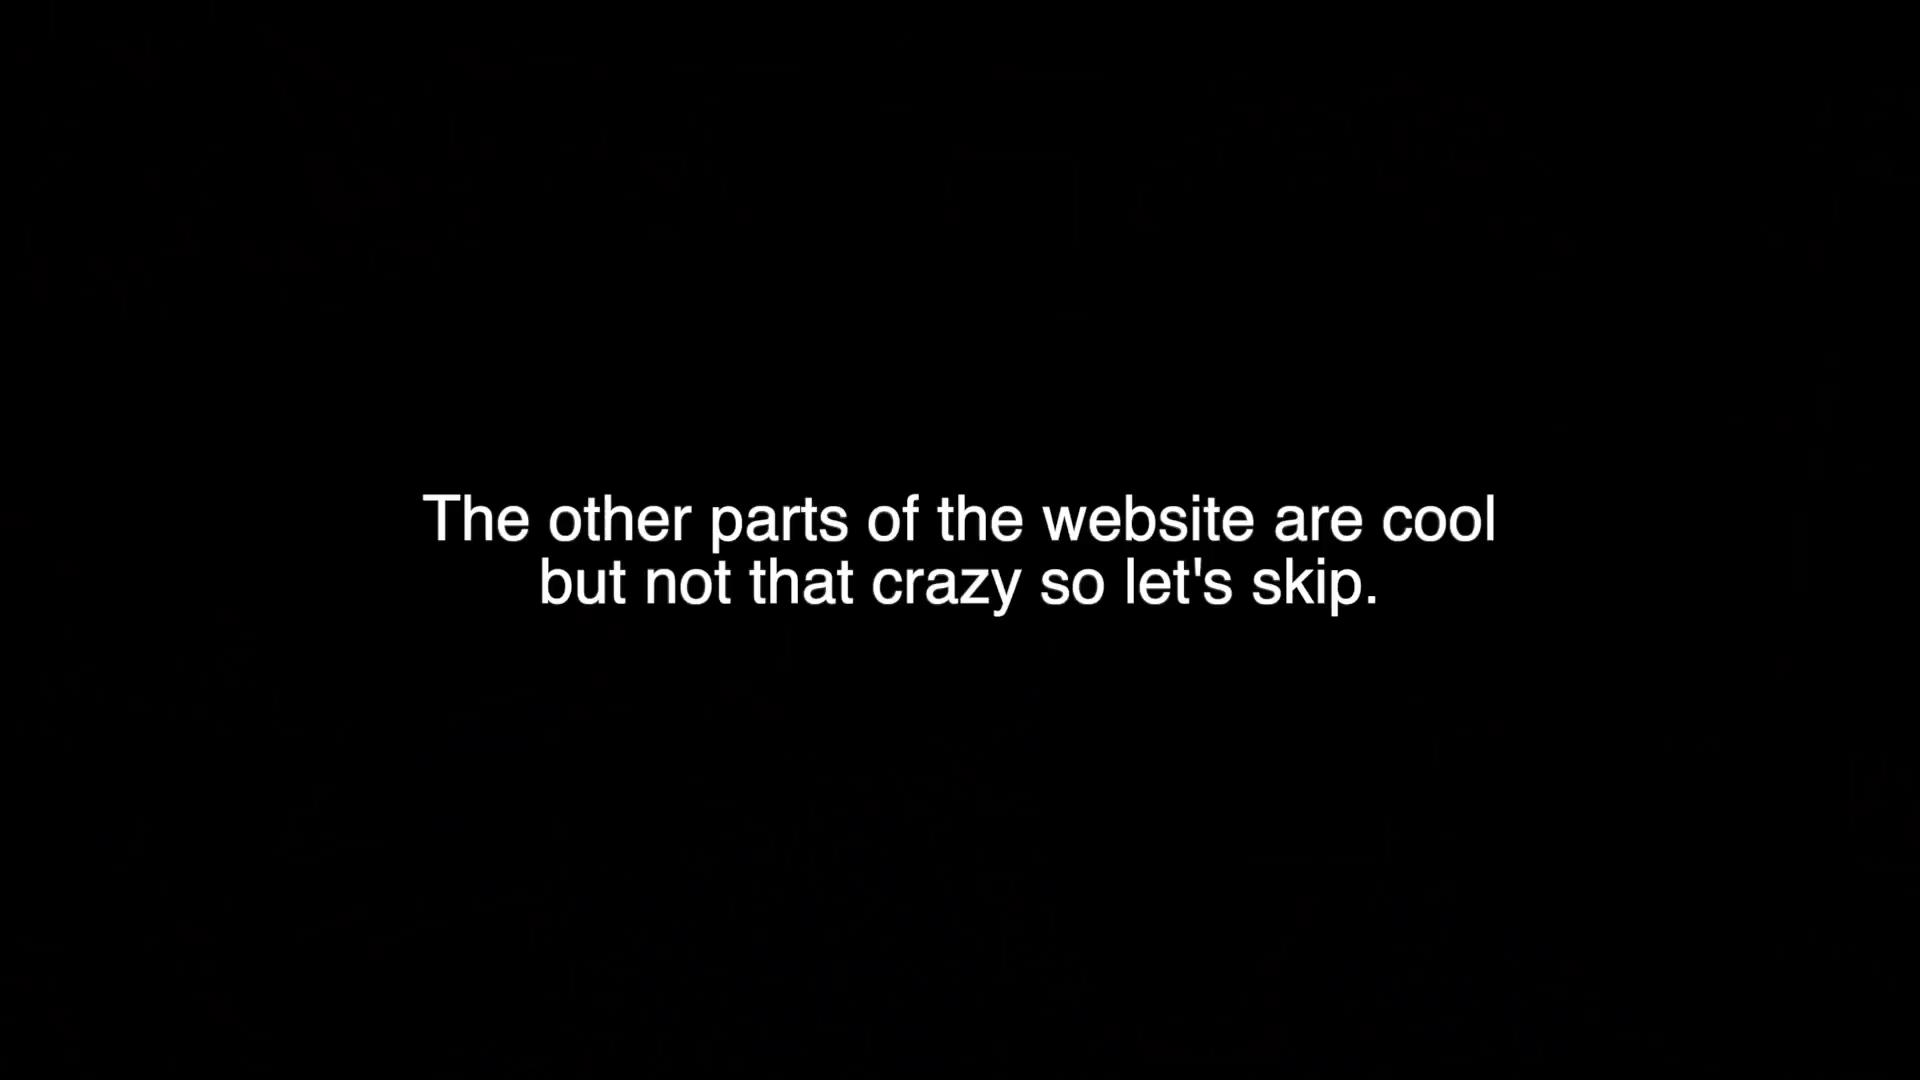 The other parts of the website are cool
but not that crazy so let's skip.